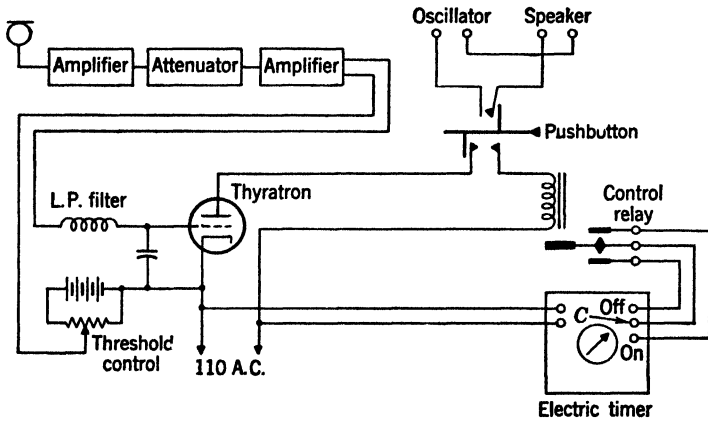 Oscillator
Speaker
Amplifier
Attenuator
Amplifier
Pushbutton
Thyratron
L.P. filter
Control
relay
Threshold
control
110 A.C.
C
Off
On
Electric timer